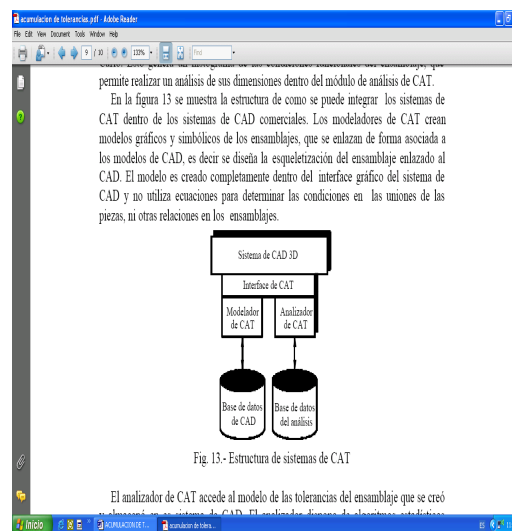 acumulacion de tolerancias.pdf - Adobe Reader
File Edit View Document Tools Window Help
9 / 10 133% Find
permite realizar un análisis de sus dimensiones dentro del módulo de análisis de CAT.
En la figura 13 se muestra la estructura de como se puede integrar los sistemas de
CAT dentro de los sistemas de CAD comerciales. Los modeladores de CAT crean
modelos gráficos y simbólicos de los ensamblajes, que se enlazan de forma asociada a
los modelos de CAD, es decir se diseña la esqueletización del ensamblaje enlazado al
CAD. El modelo es creado completamente dentro del interface gráfico del sistema de
CAD y no utiliza ecuaciones para determinar las condiciones en las uniones de las
piezas, ni otras relaciones en los ensamblajes.
Sistema de CAD 3D
Interface de CAT
Modelador
de CAT
Analizador
de CAT
Base de datos
de CAD
Base de datos
del análisis
Fig. 13.- Estructura de sistemas de CAT
El analizador de CAT accede al modelo de las tolerancias del ensamblaje que se creó
Inicio ACUMULACION DE T... acumulacion de tolera... ES